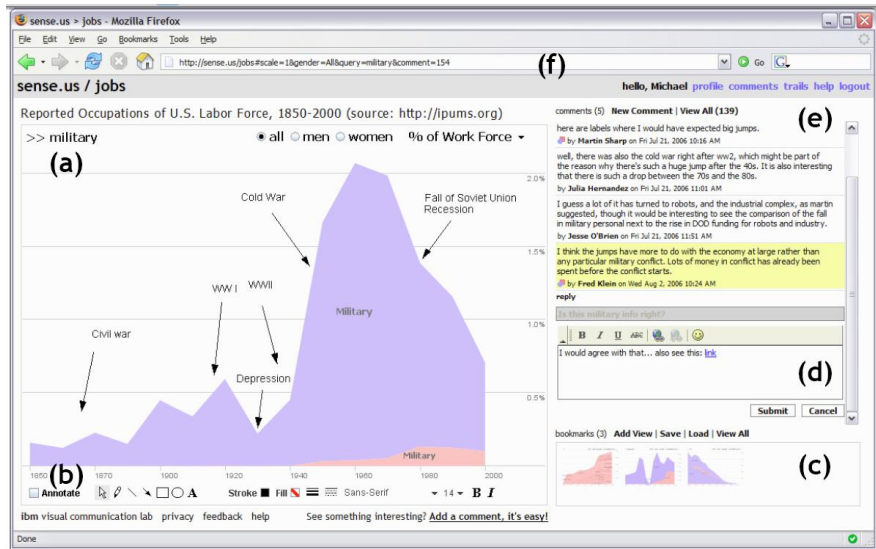 sense.us > jobs - Mozilla Firefox
File Edit View Go Bookmarks Tools Help
http://sense.us/jobs#scale=1&gender=All&query=military&comment=154
(f)
Go
G
sense.us / jobs
hello, Michael profile comments trails help logout
Reported Occupations of U.S. Labor Force, 1850-2000 (source: http://ipums.org)
>> military
all men women % of Work Force
(a)
2.0%
Cold War
Fall of Soviet Union
Recession
1.5%
WW I WWII
Military
1.0%
Civil war
Depression
0.5%
Military
1850 1870 1900 1920 1940 1960 1980 2000
(b)
Annotate A Stroke Fill Sans-Serif 14 B I
ibm visual communication lab privacy feedback help See something interesting? Add a comment, it's easy!
comments (5) New Comment | View All (139)
(e)
here are labels where I would have expected big jumps.
by Martin Sharp on Fri Jul 21, 2006 10:16 AM
well, there was also the cold war right after ww2, which might be part of
the reason why there's such a huge jump after the 40s. It is also interesting
that there is such a drop between the 70s and the 80s.
by Julia Hernandez on Fri Jul 21, 2006 11:01 AM
I guess a lot of it has turned to robots, and the industrial complex, as martin
suggested, though it would be interesting to see the comparison of the fall
in military personel next to the rise in DOD funding for robots and industry.
by Jesse O'Brien on Fri Jul 21, 2006 11:51 AM
I think the jumps have more to do with the economy at large rather than
any particular military conflict. Lots of money in conflict has already been
spent before the conflict starts.
by Fred Klein on Wed Aug 2, 2006 10:24 AM
reply
Is this military info right?
B I U ABC
I would agree with that... also see this: link
(d)
Submit Cancel
bookmarks (3) Add View | Save | Load | View All
(c)
Done